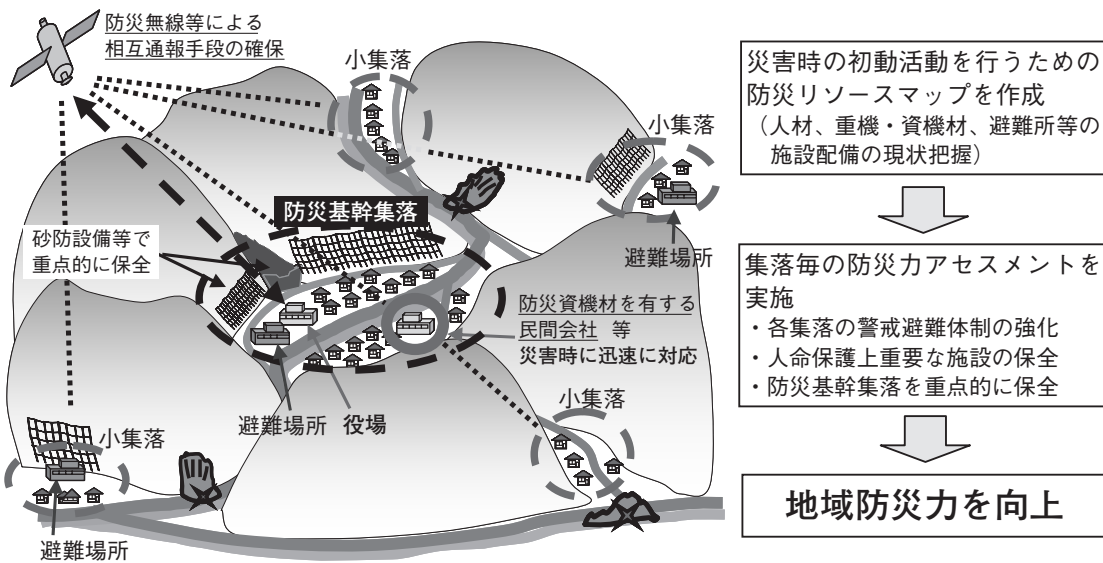 防災無線等による
相互通報手段の確保
小集落
小集落
防災基幹集落
砂防設備等で
重点的に保全
避難場所
防災資機材を有する
民間会社 等
災害時に迅速に対応
小集落
避難場所 役場
小集落
避難場所
災害時の初動活動を行うための
防災リソースマップを作成
（人材、重機・資機材、避難所等の
施設配備の現状把握）
集落毎の防災力アセスメントを
実施
・各集落の警戒避難体制の強化
・人命保護上重要な施設の保全
・防災基幹集落を重点的に保全
地域防災力を向上